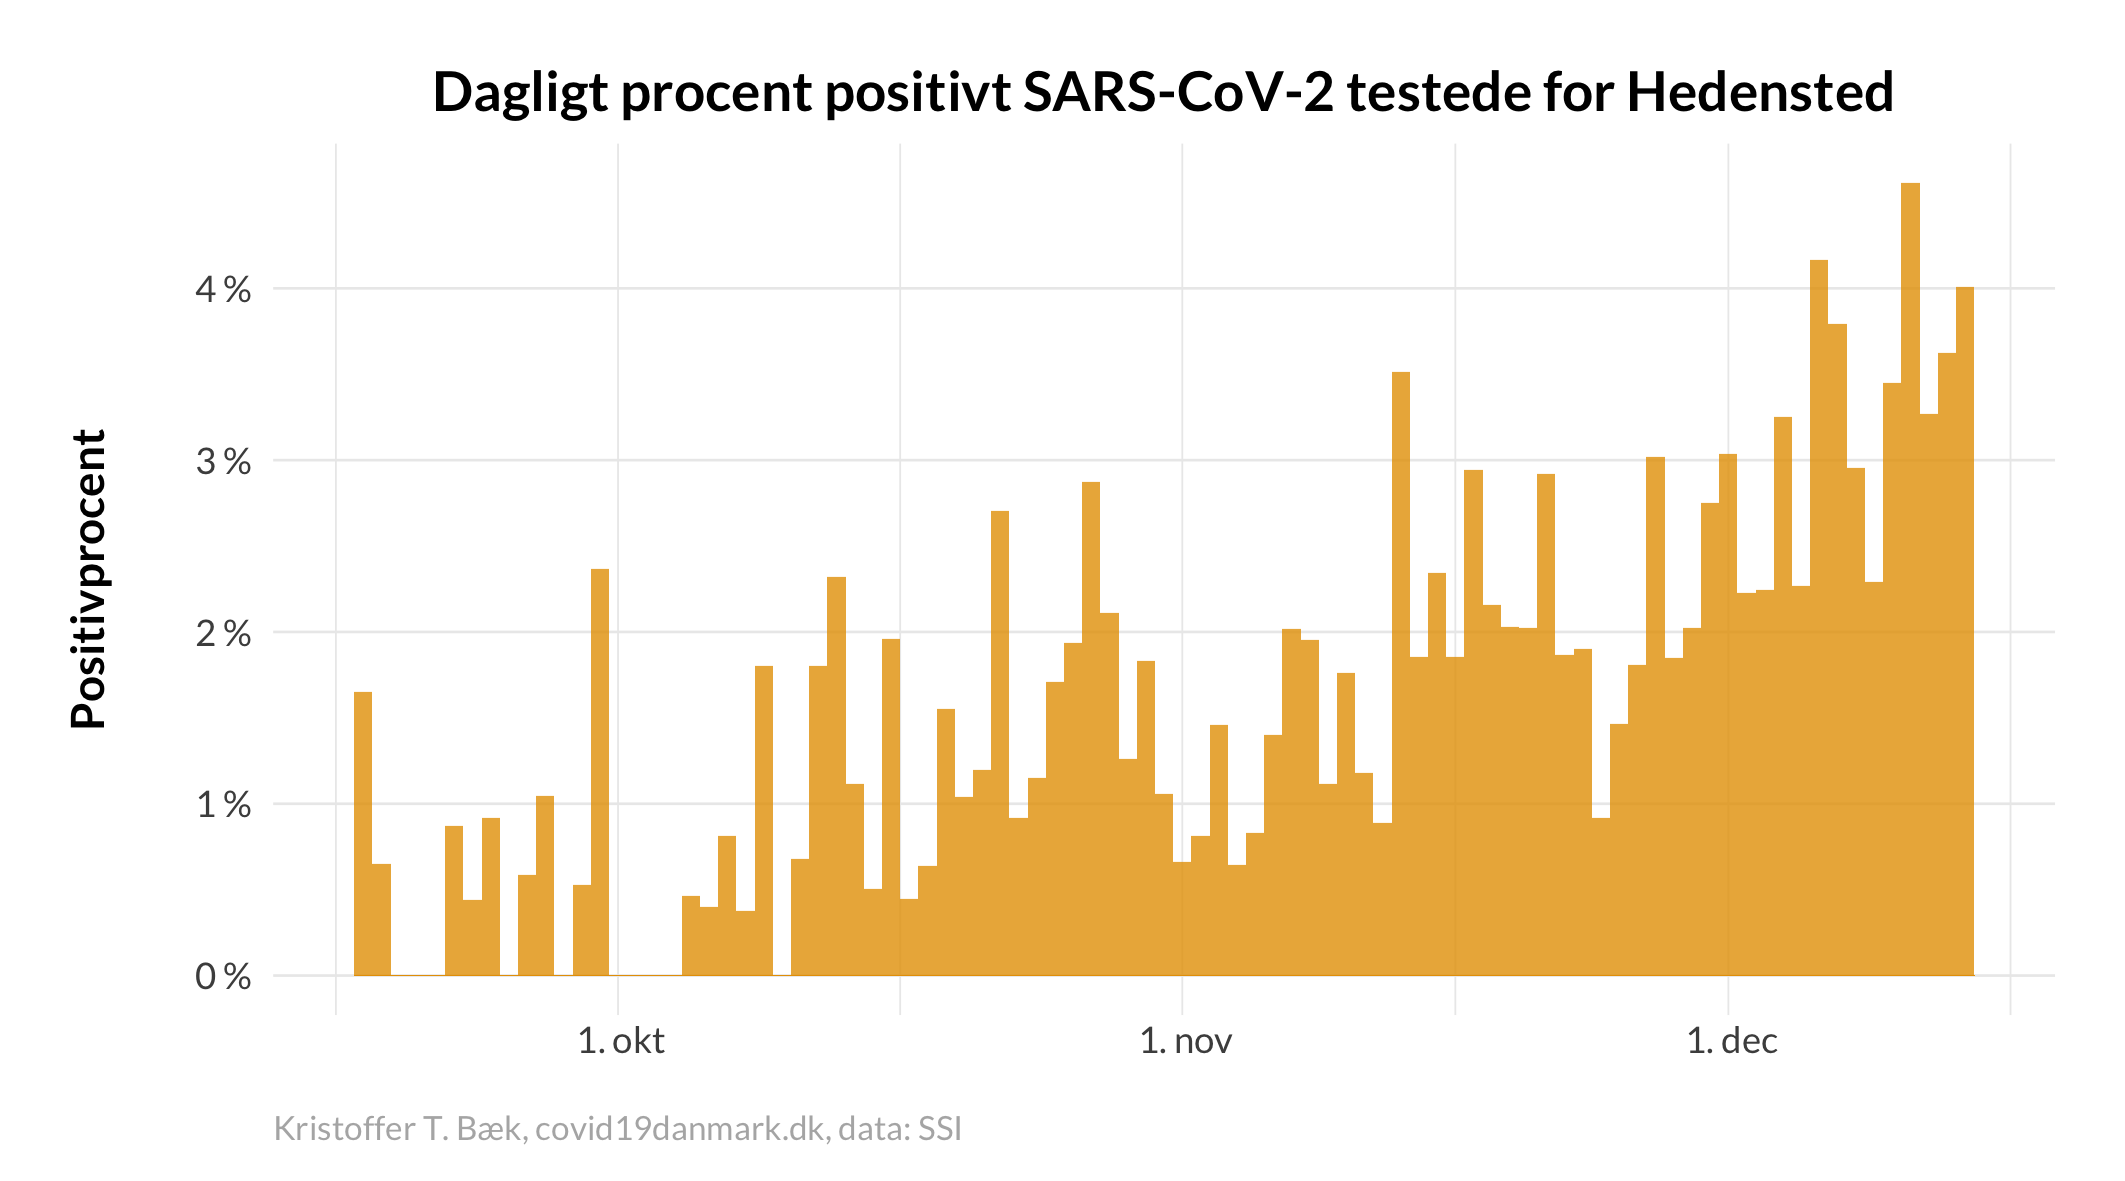 Dagligt procent positivt SARS-CoV-2 testede for Hedensted
Positivprocent
4 %
3 %
2 %
1 %
0 %
1. okt
1. nov
1. dec
Kristoffer T. Bæk, covid19danmark.dk, data: SSI